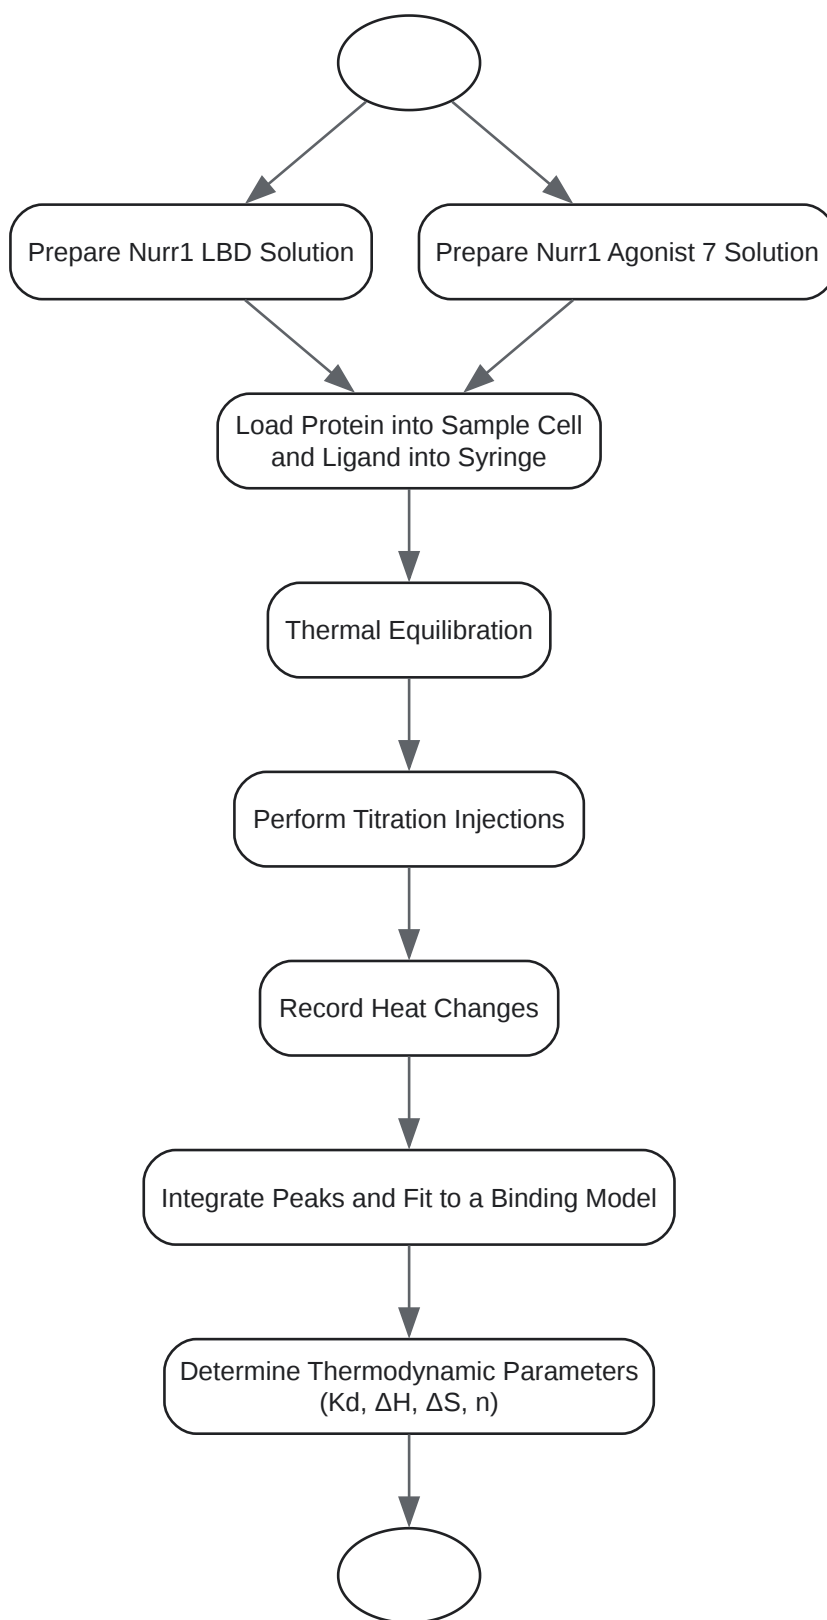 Prepare Nurr1 LBD Solution
Prepare Nurr1 Agonist 7 Solution
Load Protein into Sample Cell
and Ligand into Syringe
Thermal Equilibration
Perform Titration Injections
Record Heat Changes
Integrate Peaks and Fit to a Binding Model
Determine Thermodynamic Parameters
(Kd, ΔH, ΔS, n)